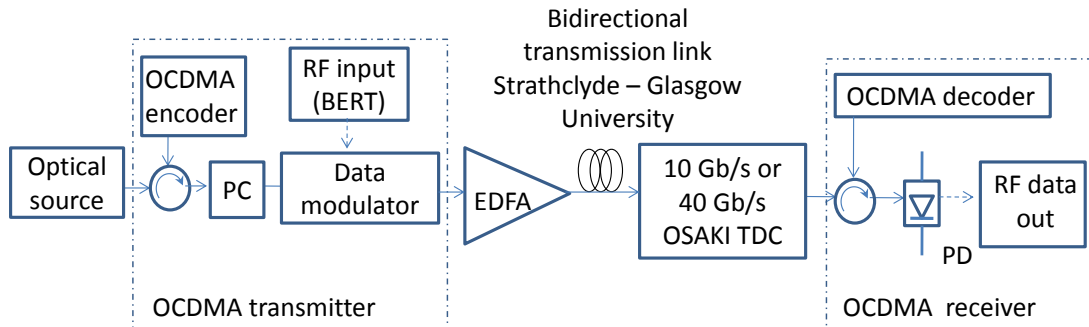 Bidirectional
transmission link
Strathclyde – Glasgow
University
OCDMA
encoder
RF input
(BERT)
OCDMA decoder
Optical
source
PC
Data
modulator
EDFA
10 Gb/s or
40 Gb/s
OSAKI TDC
RF data
out
PD
OCDMA transmitter
OCDMA receiver